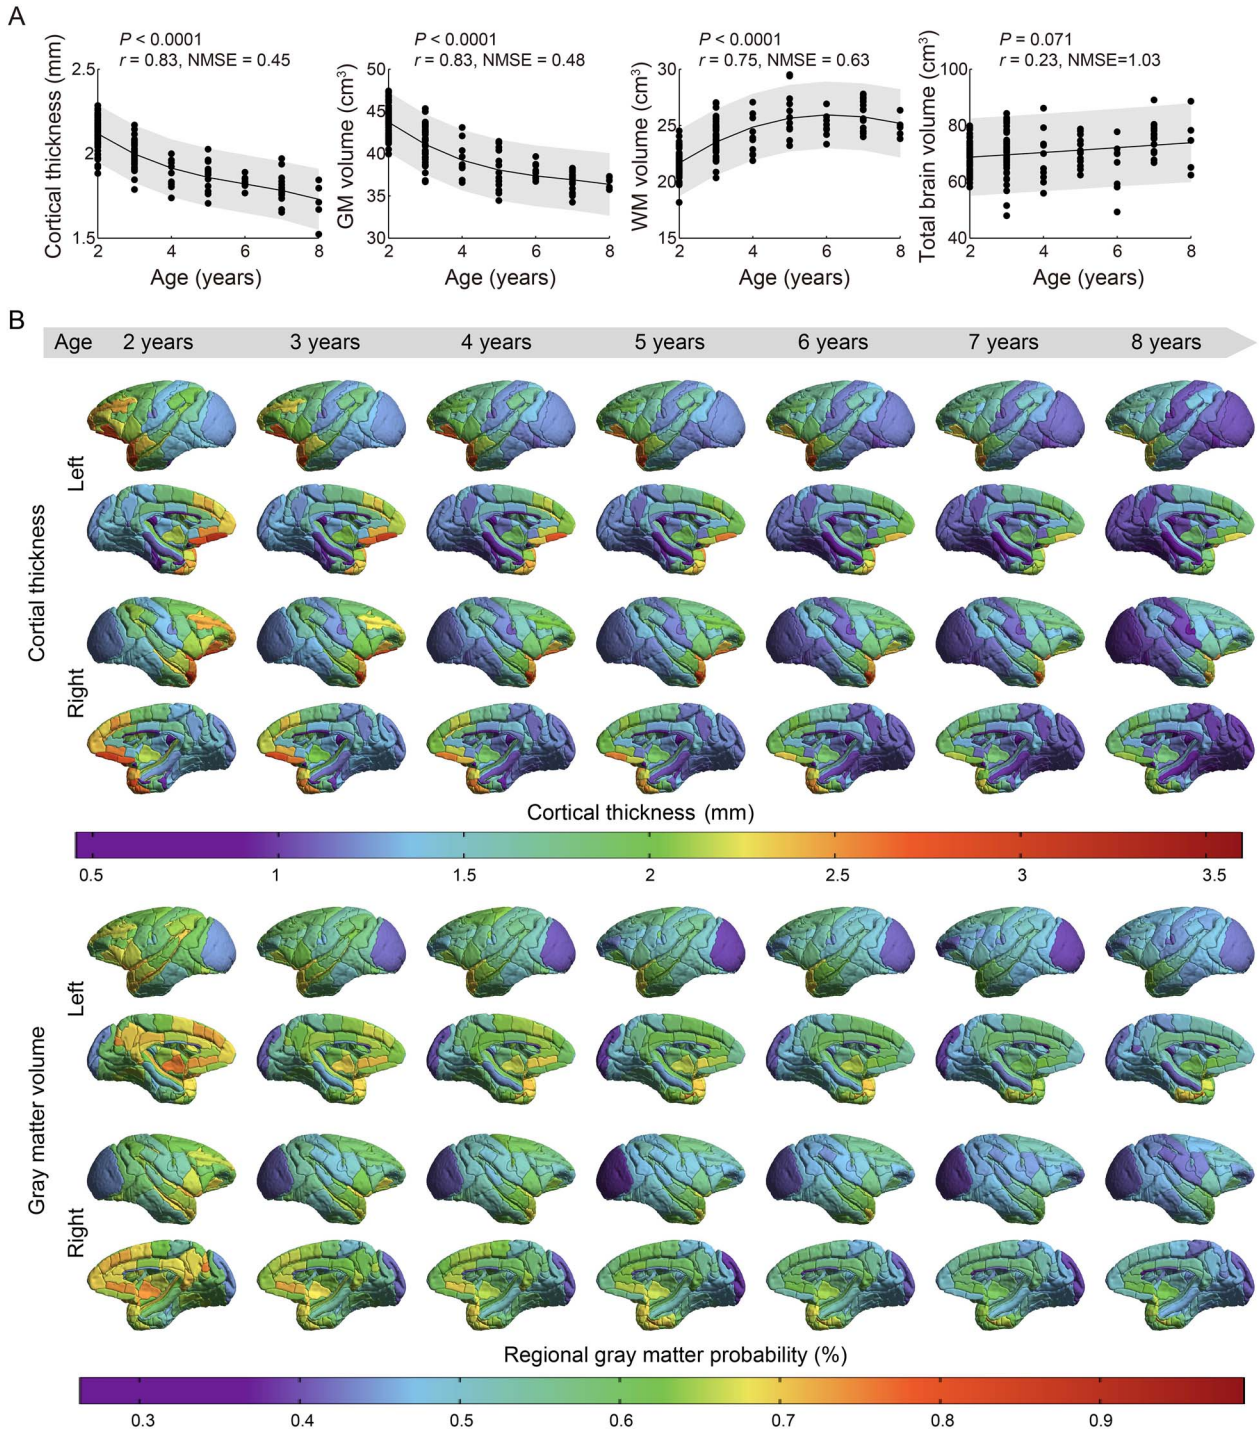 A
P < 0.0001
r = 0.83, NMSE = 0.45
Cortical thickness (mm)
2.5
2
1.5
2 4 6 8
Age (years)
P < 0.0001
r = 0.83, NMSE = 0.48
GM volume (cm³)
50
45
40
35
30
2 4 6 8
Age (years)
P < 0.0001
r = 0.75, NMSE = 0.63
WM volume (cm³)
30
25
20
15
2 4 6 8
Age (years)
P = 0.071
r = 0.23, NMSE=1.03
Total brain volume (cm³)
100
80
60
40
2 4 6 8
Age (years)
B
Age 2 years 3 years 4 years 5 years 6 years 7 years 8 years
Cortial thickness
Left
Right
Cortical thickness (mm)
0.5 1 1.5 2 2.5 3 3.5
Gray matter volume
Left
Right
Regional gray matter probability (%)
0.3 0.4 0.5 0.6 0.7 0.8 0.9